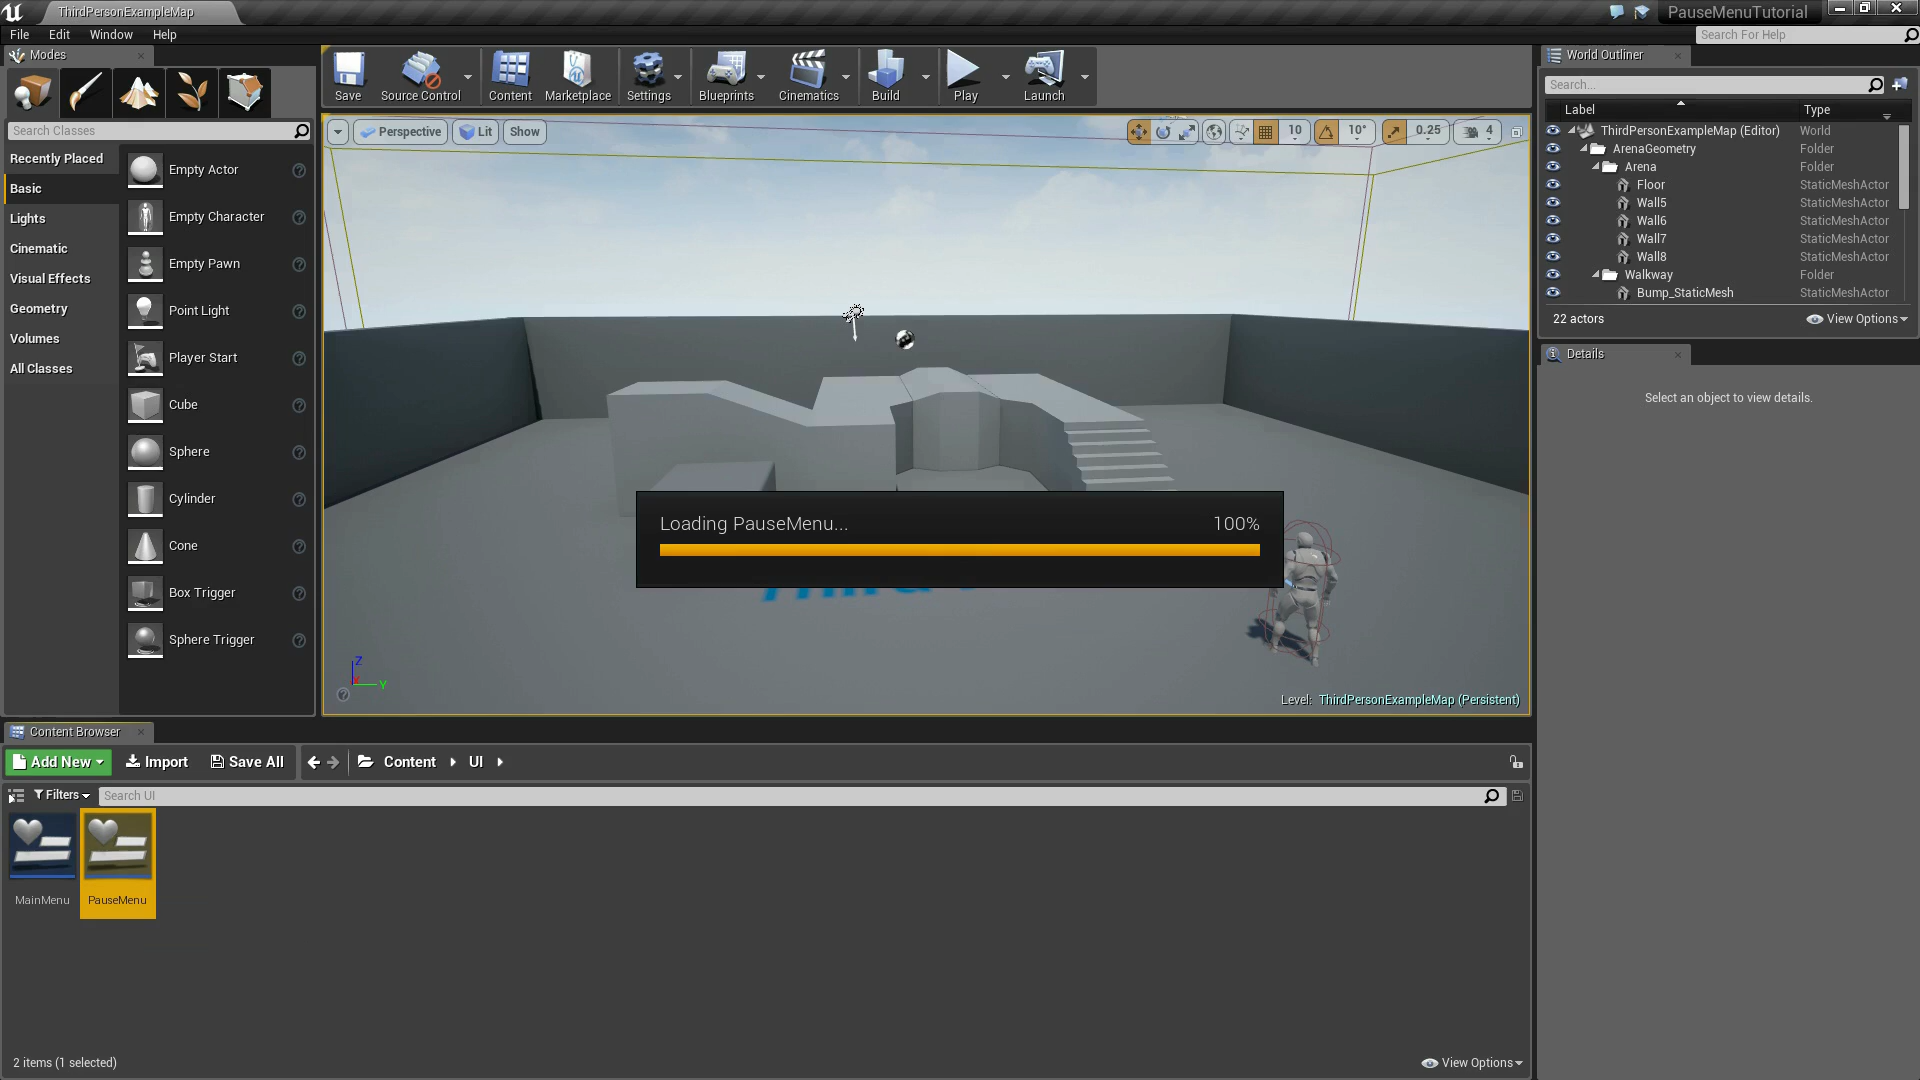 ThirdPersonExampleMap
PauseMenuTutorial
File Edit Window Help
Search For Help
Modes
Save
Source Control
Content
Marketplace
Settings
Blueprints
Cinematics
Build
Play
Launch
World Outliner
Search...
Label Type
ThirdPersonExampleMap (Editor) World
ArenaGeometry Folder
Arena Folder
Floor StaticMeshActor
Wall5 StaticMeshActor
Wall6 StaticMeshActor
Wall7 StaticMeshActor
Wall8 StaticMeshActor
Walkway Folder
Bump_StaticMesh StaticMeshActor
22 actors View Options
Details
Select an object to view details.
Search Classes
Recently Placed
Basic
Lights
Cinematic
Visual Effects
Geometry
Volumes
All Classes
Empty Actor
Empty Character
Empty Pawn
Point Light
Player Start
Cube
Sphere
Cylinder
Cone
Box Trigger
Sphere Trigger
Perspective Lit Show
10 10° 0.25 4
Loading PauseMenu... 100%
Z
Y
Level: ThirdPersonExampleMap (Persistent)
Content Browser
Add New Import Save All Content UI
Filters Search UI
MainMenu PauseMenu
2 items (1 selected) View Options